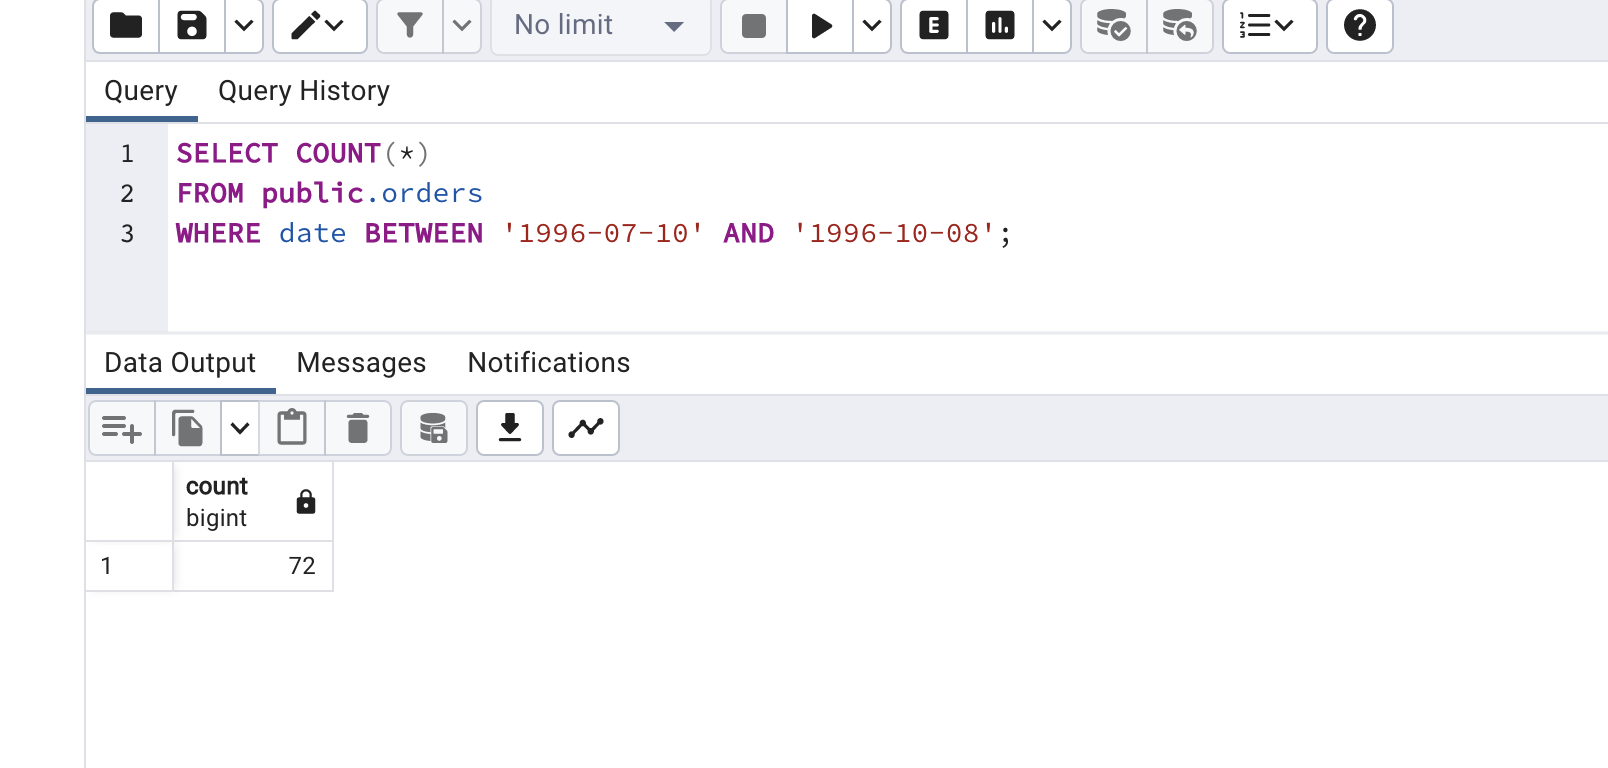 No limit
Query Query History
1 SELECT COUNT(*)
2 FROM public.orders
3 WHERE date BETWEEN '1996-07-10' AND '1996-10-08';
Data Output Messages Notifications
count
bigint
1 72